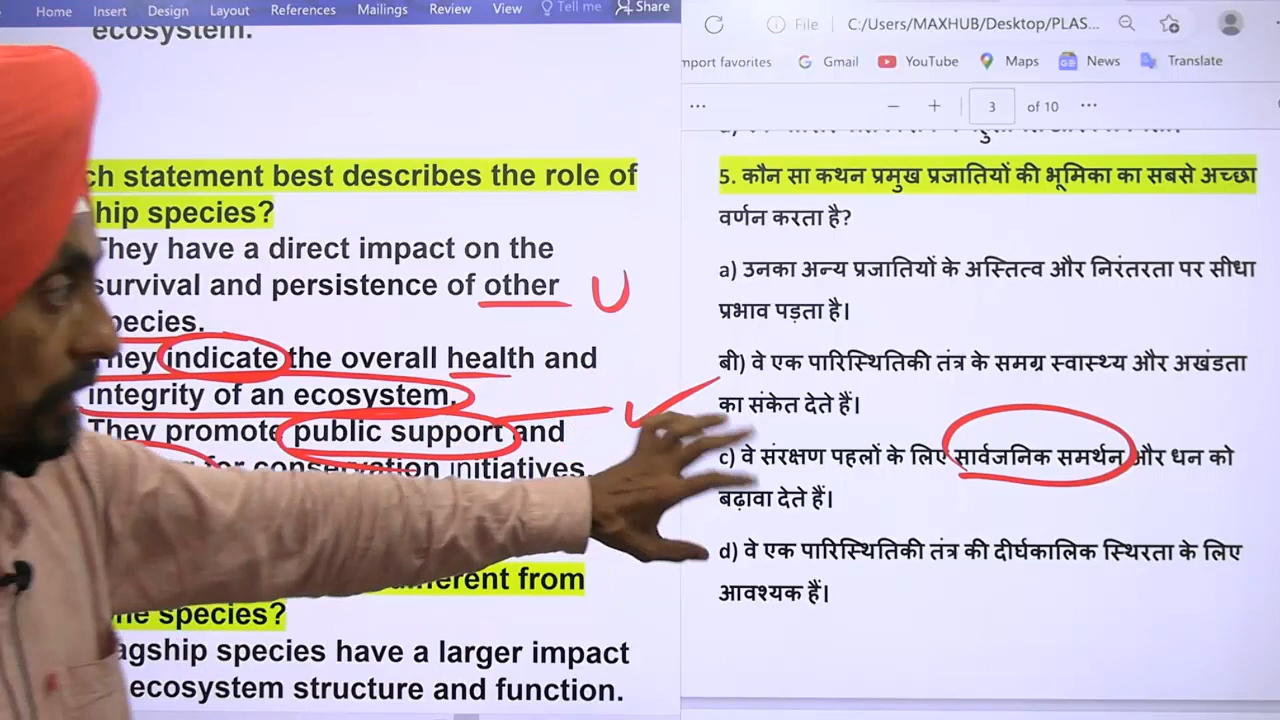 Home Insert Design Layout References Mailings Review View Tell me Share
ecosystem.
ch statement best describes the role of
hip species?
They have a direct impact on the
survival and persistence of other
pecies.
They indicate the overall health and
integrity of an ecosystem.
They promote public support and
for conservation initiatives.
different from
one species?
agship species have a larger impact
ecosystem structure and function.
File C:/Users/MAXHUB/Desktop/PLAS...
mport favorites Gmail YouTube Maps News Translate
3 of 10
5. कौन सा कथन प्रमुख प्रजातियों की भूमिका का सबसे अच्छा
वर्णन करता है?
a) उनका अन्य प्रजातियों के अस्तित्व और निरंतरता पर सीधा
प्रभाव पड़ता है।
बी) वे एक पारिस्थितिकी तंत्र के समग्र स्वास्थ्य और अखंडता
का संकेत देते हैं।
c) वे संरक्षण पहलों के लिए सार्वजनिक समर्थन और धन को
बढ़ावा देते हैं।
d) वे एक पारिस्थितिकी तंत्र की दीर्घकालिक स्थिरता के लिए
आवश्यक हैं।